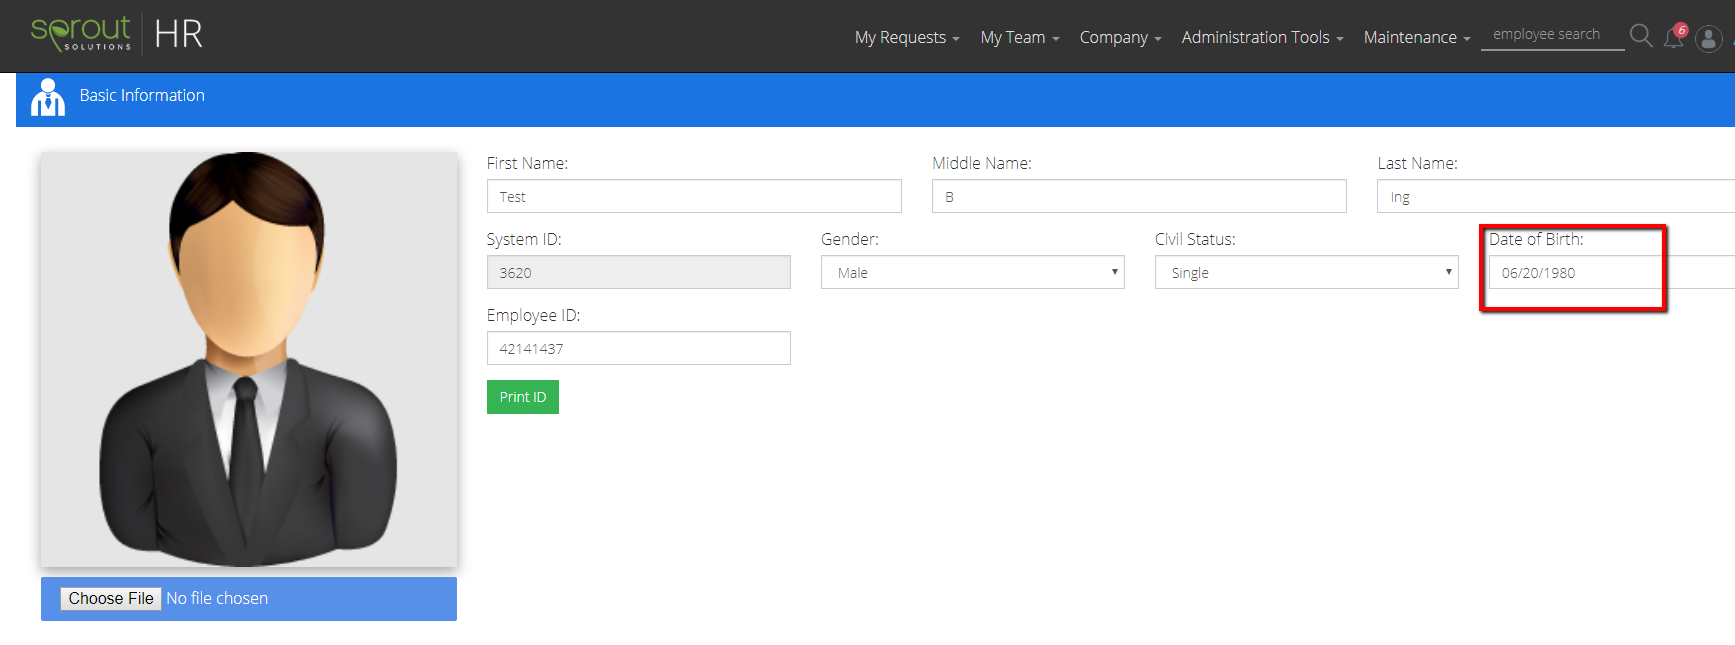 sprout
SOLUTIONS
HR
My Requests
My Team
Company
Administration Tools
Maintenance
employee search
6
Basic Information
First Name:
Middle Name:
Last Name:
Test
B
Ing
System ID:
Gender:
Civil Status:
Date of Birth:
3620
Male
Single
06/20/1980
Employee ID:
42141437
Print ID
Choose File No file chosen